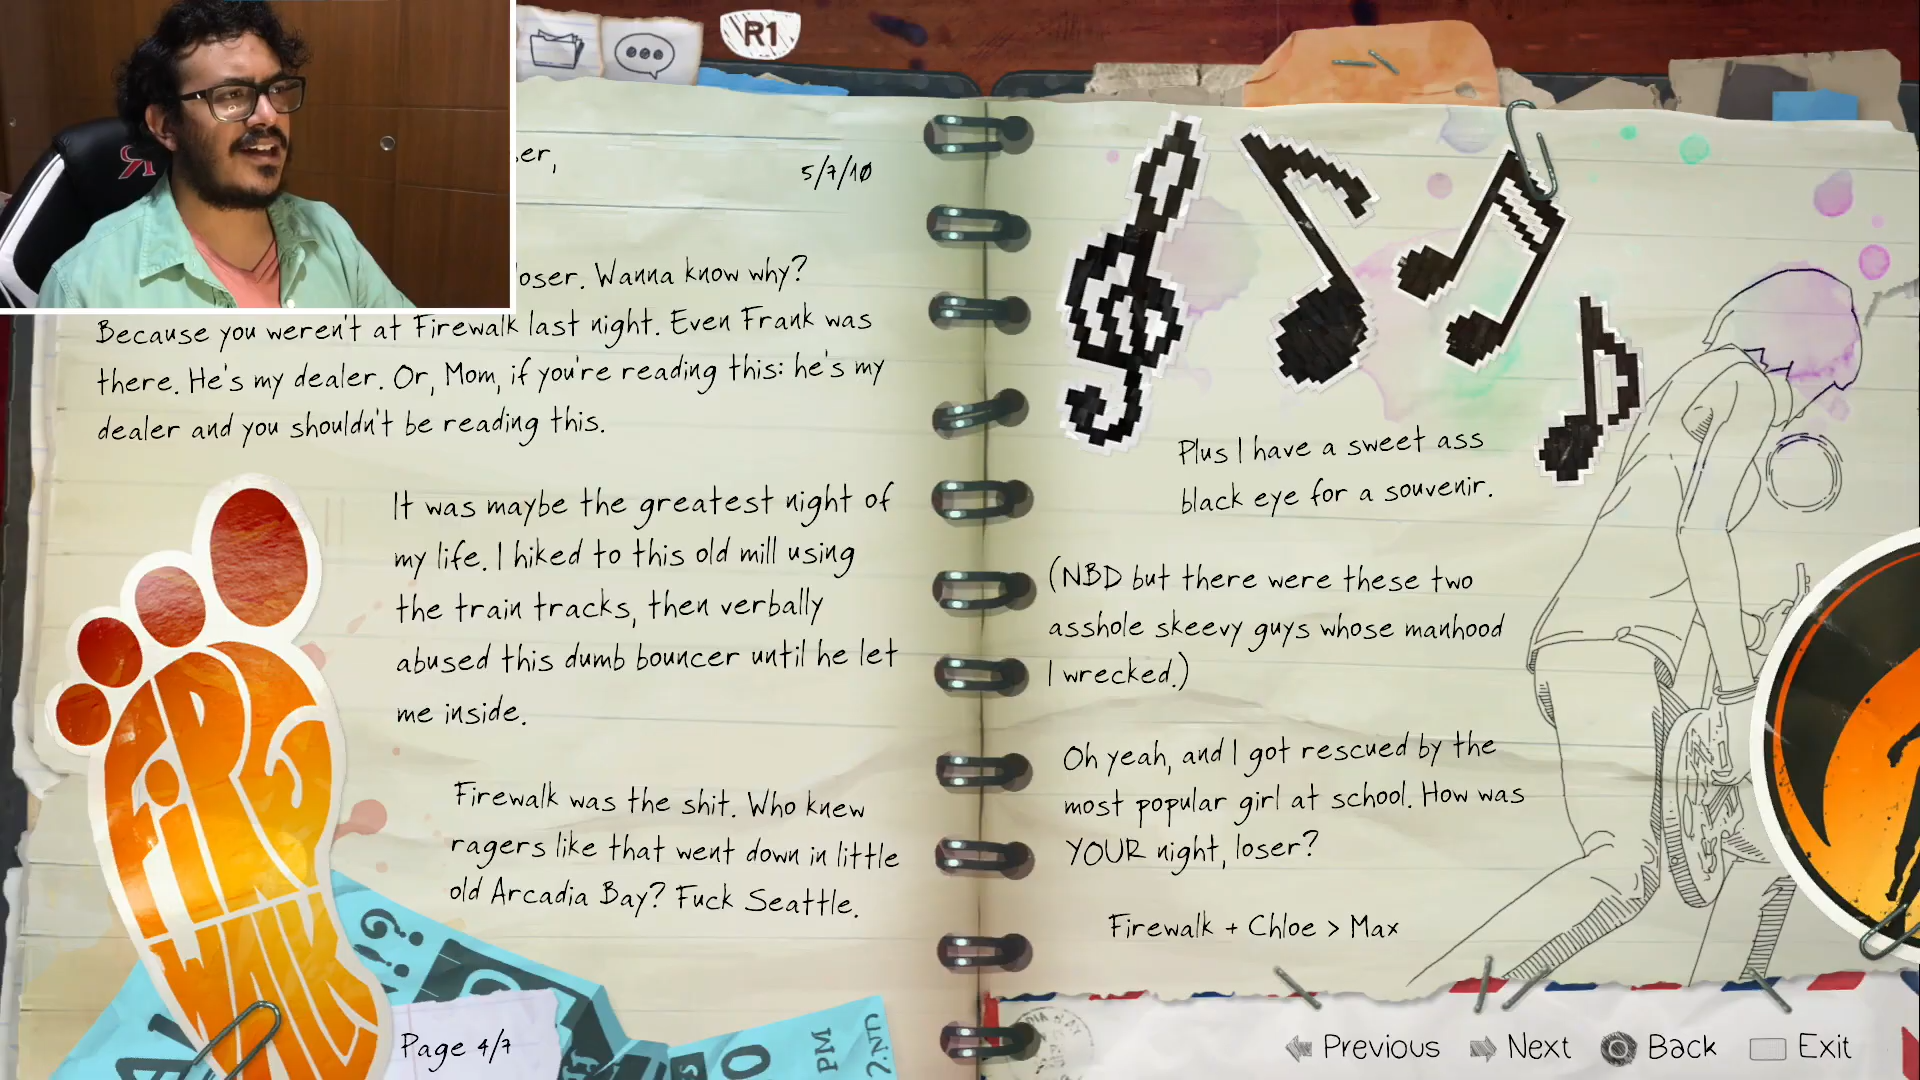 R1
er,
5/7/10
loser. Wanna know why?
Because you weren't at Firewalk last night. Even Frank was
there. He's my dealer. Or, Mom, if you're reading this: he's my
dealer and you shouldn't be reading this.
It was maybe the greatest night of
my life. I hiked to this old mill using
the train tracks, then verbally
abused this dumb bouncer until he let
me inside.
Firewalk was the shit. Who knew
ragers like that went down in little
old Arcadia Bay? Fuck Seattle.
FIRE
WALK
PM
Page 4/7
Plus I have a sweet ass
black eye for a souvenir.
(NBD but there were these two
asshole skeevy guys whose manhood
I wrecked.)
Oh yeah, and I got rescued by the
most popular girl at school. How was
YOUR night, loser?
Firewalk + Chloe > Max
Previous Next Back Exit